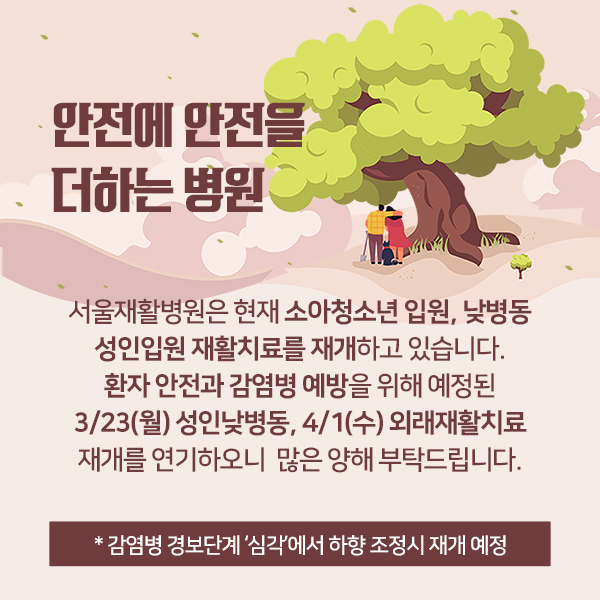 안전에 안전을
더하는 병원
서울재활병원은 현재 소아청소년 입원, 낮병동
성인입원 재활치료를 재개하고 있습니다.
환자 안전과 감염병 예방을 위해 예정된
3/23(월) 성인낮병동, 4/1(수) 외래재활치료
재개를 연기하오니 많은 양해 부탁드립니다.
* 감염병 경보단계 '심각'에서 하향 조정시 재개 예정